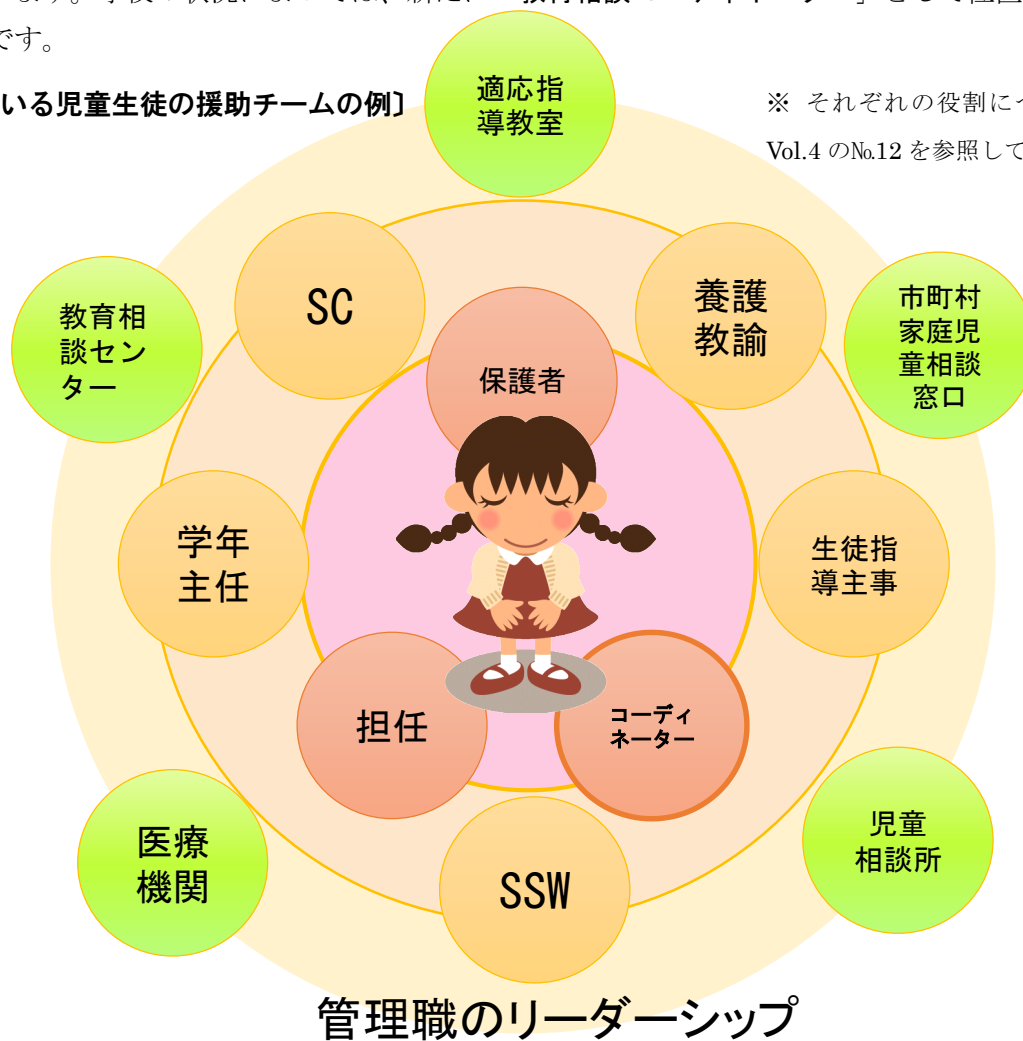 です。
いる児童生徒の援助チームの例〕
※ それぞれの役割に
Vol.4 の№12 を参照して
適応指
導教室
SC
養護
教諭
教育相
談セン
ター
市町村
家庭児
童相談
窓口
保護者
学年
主任
生徒指
導主事
担任
コーディ
ネーター
医療
機関
SSW
児童
相談所
管理職のリーダーシップ